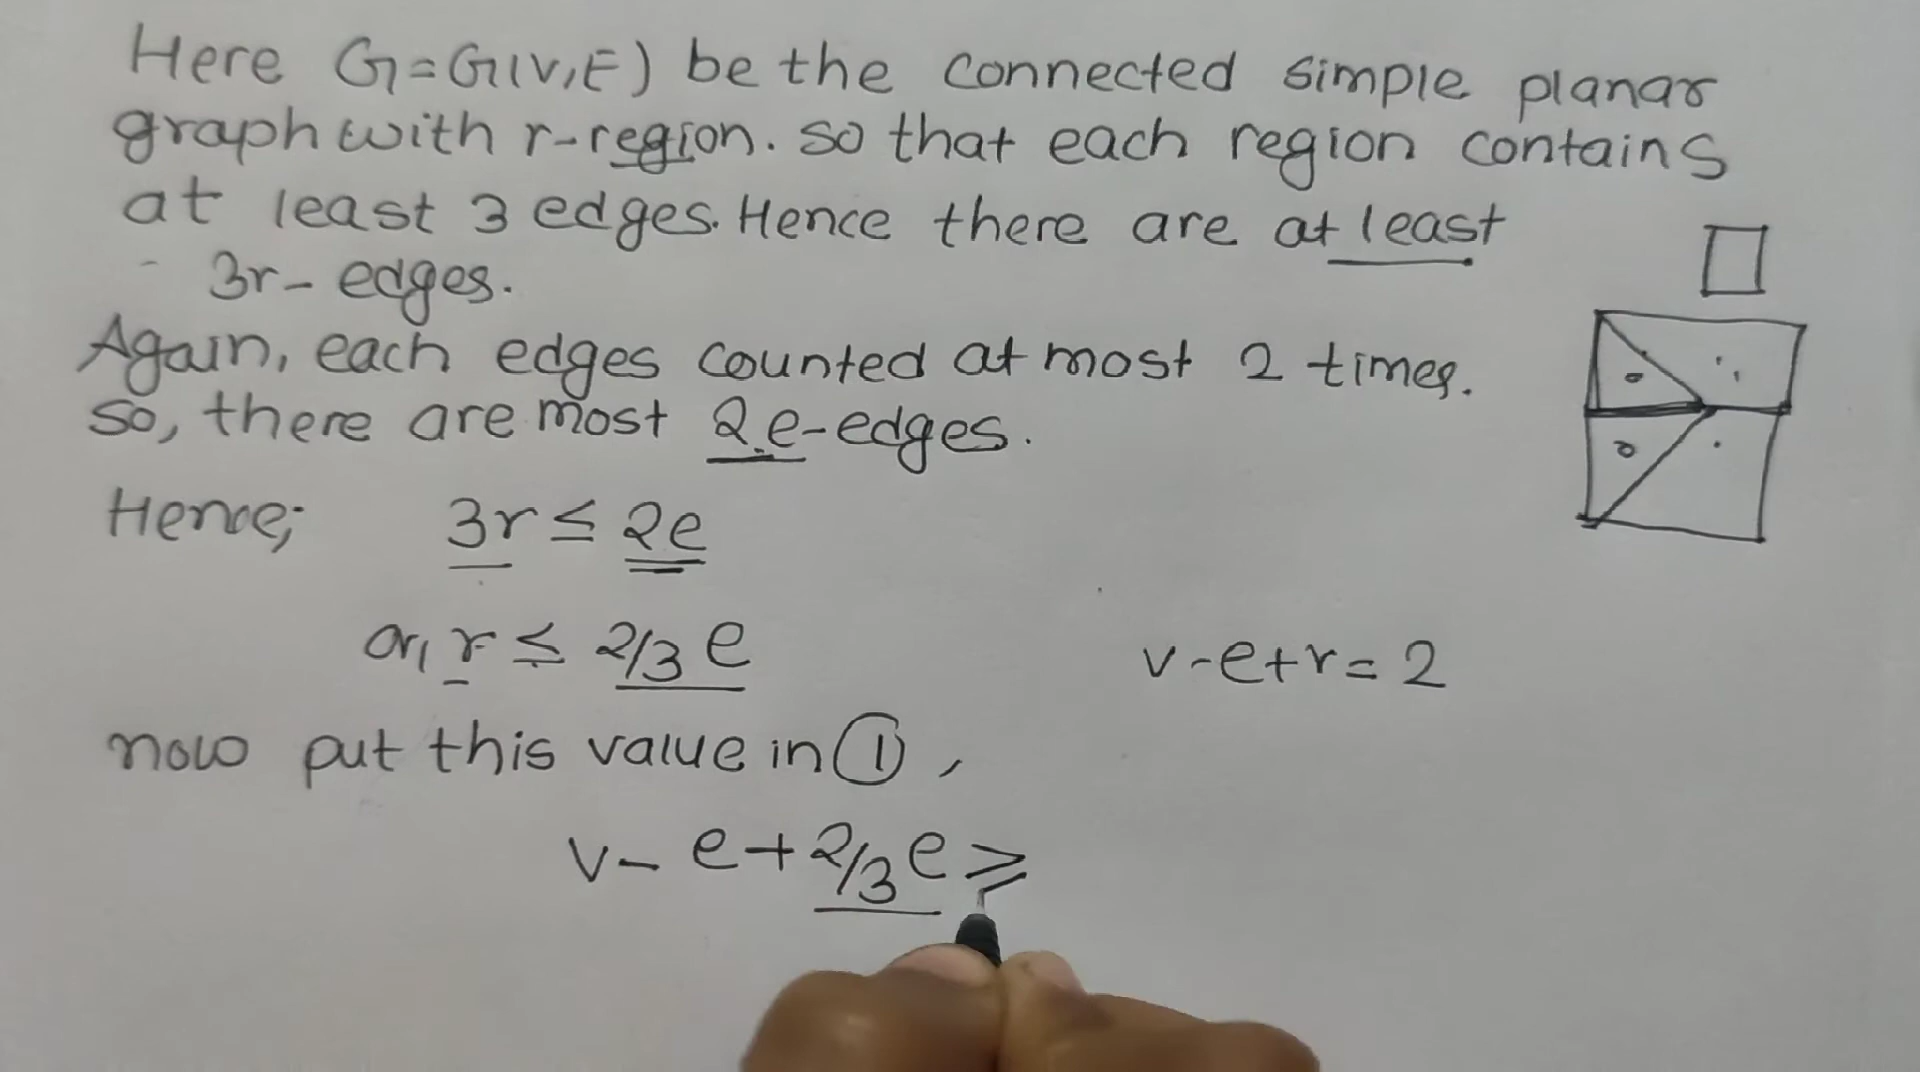 Here G=G(V,E) be the connected simple planar
graph with r-region. so that each region contains
at least 3 edges. Hence there are at least
3r- edges.
Again, each edges counted at most 2 times.
so, there are most 2e-edges.
Hence; 3r ≤ 2e
or, r ≤ 2/3 e
v-e+r=2
now put this value in ①,
v- e+2/3 e ≥